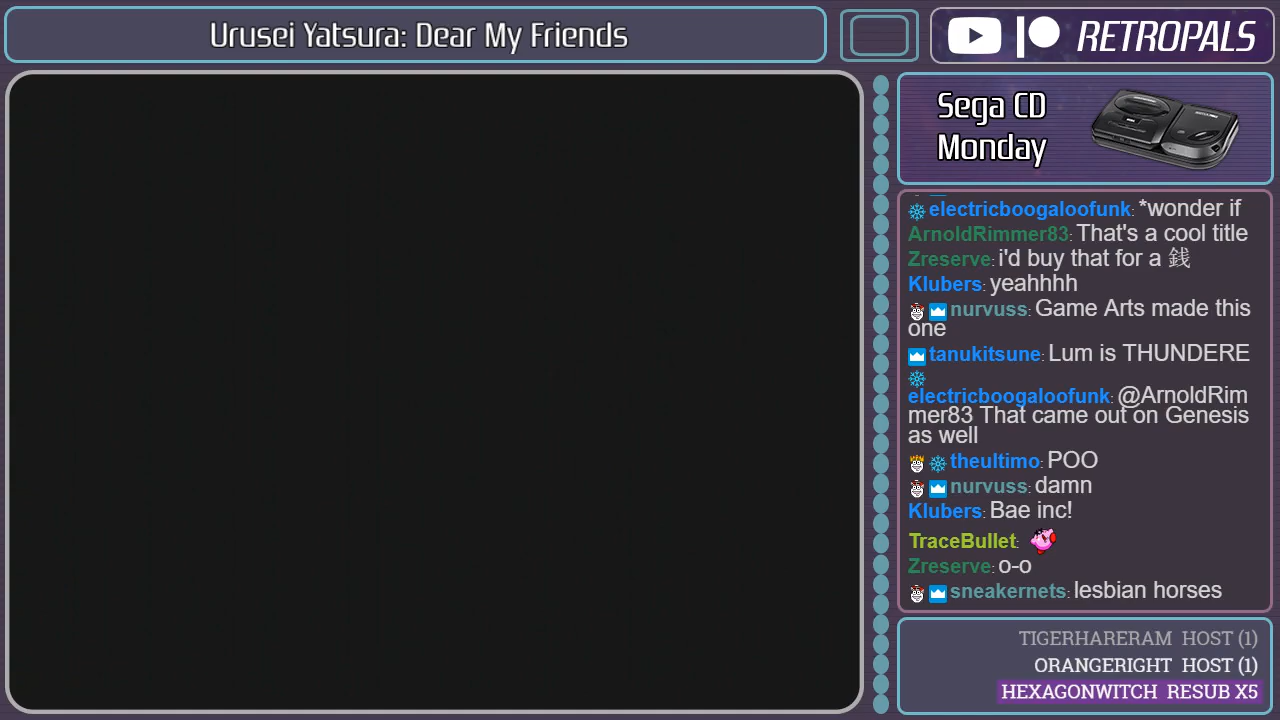 Urusei Yatsura: Dear My Friends
RETROPALS
Sega CD
Monday
electricboogaloofunk: *wonder if
ArnoldRimmer83: That's a cool title
Zreserve: i'd buy that for a 銭
Klubers: yeahhhh
nurvuss: Game Arts made this
one
tanukitsune: Lum is THUNDERE
electricboogaloofunk: @ArnoldRim
mer83 That came out on Genesis
as well
theultimo: POO
nurvuss: damn
Klubers: Bae inc!
TraceBullet:
Zreserve: o-o
sneakernets: lesbian horses
TIGERHARERAM HOST (1)
ORANGERIGHT HOST (1)
HEXAGONWITCH RESUB X5